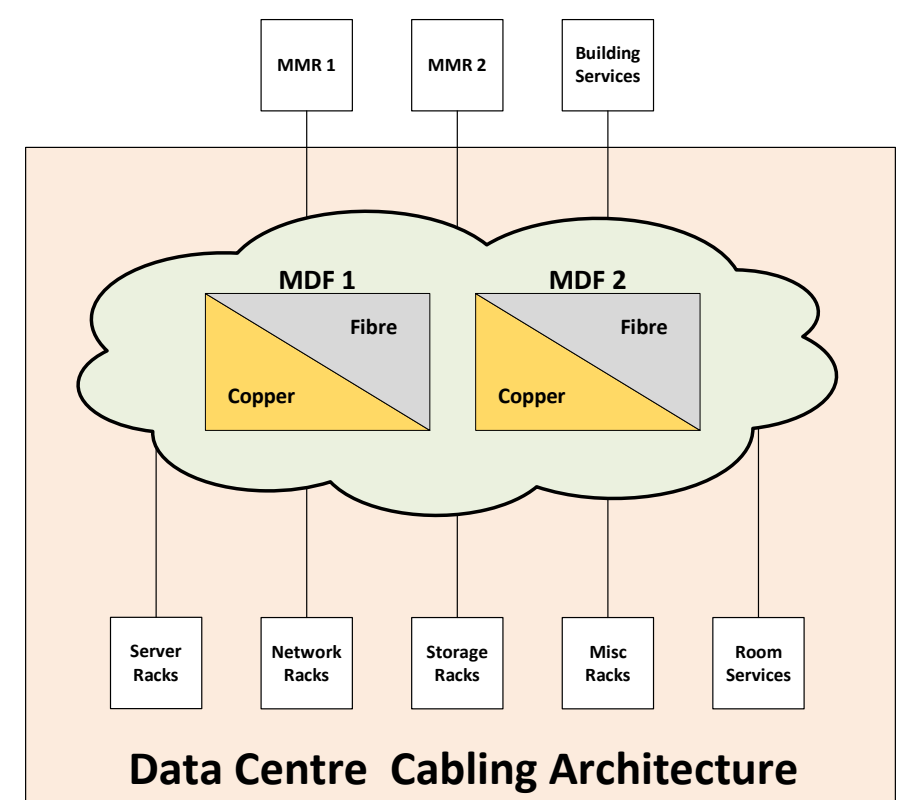 MMR 1
MMR 2
Building
Services
MDF 1
MDF 2
Fibre
Copper
Fibre
Copper
Server
Racks
Network
Racks
Storage
Racks
Misc
Racks
Room
Services
Data Centre  Cabling Architecture